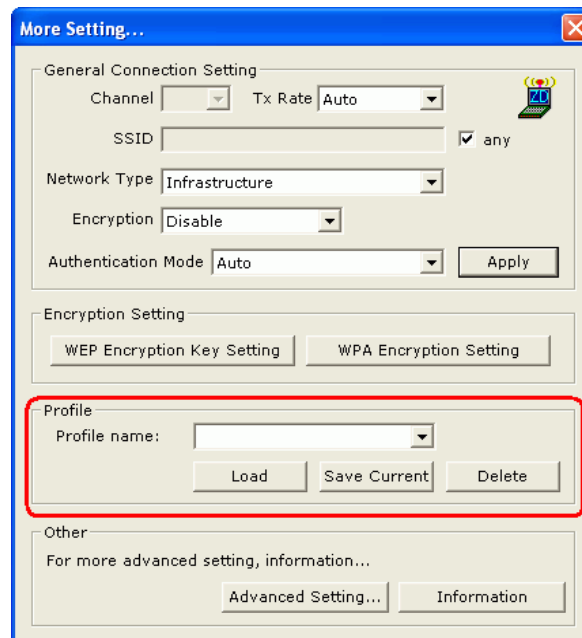 More Setting...
General Connection Setting
Channel Tx Rate Auto
ZD
SSID any
Network Type Infrastructure
Encryption Disable
Authentication Mode Auto Apply
Encryption Setting
WEP Encryption Key Setting WPA Encryption Setting
Profile
Profile name:
Load Save Current Delete
Other
For more advanced setting, information...
Advanced Setting... Information